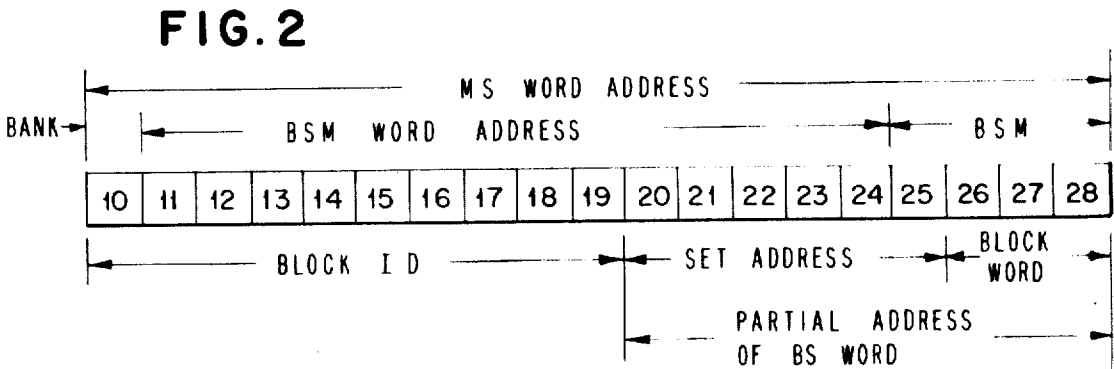 FIG. 2
MS WORD ADDRESS
BANK
BSM WORD ADDRESS
BSM
10 11 12 13 14 15 16 17 18 19 20 21 22 23 24 25 26 27 28
BLOCK ID
SET ADDRESS
BLOCK
WORD
PARTIAL ADDRESS
OF BS WORD